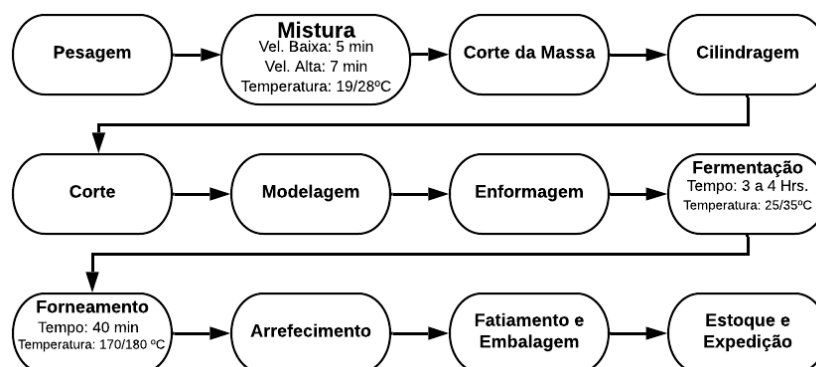 Pesagem
Mistura
Vel. Baixa: 5 min
Vel. Alta: 7 min
Temperatura: 19/28ºC
Corte da Massa
Cilindragem
Corte
Modelagem
Enformagem
Fermentação
Tempo: 3 a 4 Hrs.
Temperatura: 25/35ºC
Forneamento
Tempo: 40 min
Temperatura: 170/180 ºC
Arrefecimento
Fatiamento e
Embalagem
Estoque e
Expedição